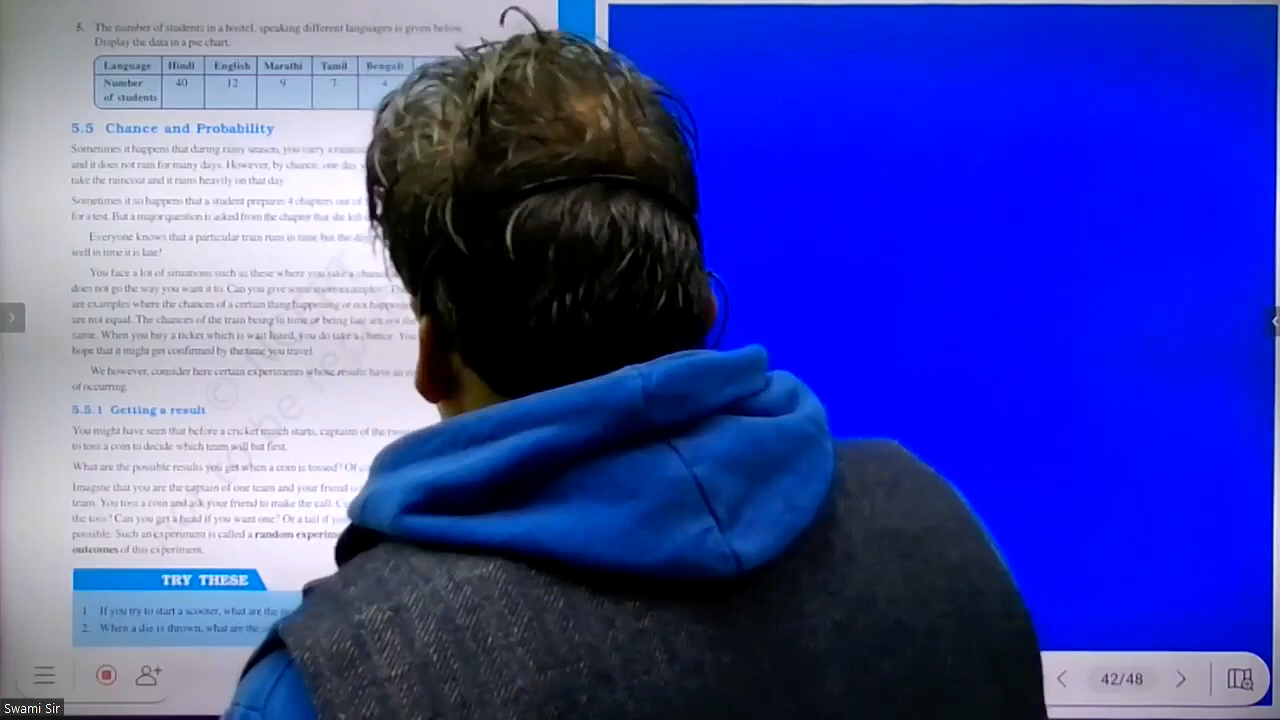 5. The number of students in a hostel, speaking different languages is given below.
Display the data in a pie chart.
Language Hindi English Marathi Tamil Bengali
Number of students 40 12 9 7 4
5.5 Chance and Probability
Sometimes it happens that during rainy season, you carry a
and it does not rain for many days. However, by chance, one day
take the raincoat and it rains heavily on that day
Sometimes it so happens that a student prepares 4 chapters out of
for a test. But a major question is asked from the chapter that she left
Everyone knows that a particular train runs in time but the day
well in time it is late!
You face a lot of situations such as these where you take a chance
does not go the way you want it to. Can you give some more examples?
are examples where the chances of a certain thing happening or not happening
are not equal. The chances of the train being in time or being late are not the
same. When you buy a ticket which is wait listed, you do take a chance. You
hope that it might get confirmed by the time you travel.
We however, consider here certain experiments whose results have an
of occurring.
5.5.1 Getting a result
You might have seen that before a cricket match starts, captains of the two
to toss a coin to decide which team will bat first.
What are the possible results you get when a coin is tossed? Of
Imagine that you are the captain of one team and your friend is
team. You toss a coin and ask your friend to make the call.
the toss? Can you get a head if you want one? Or a tail if you
possible. Such an experiment is called a random
outcomes of this experiment.
TRY THESE
1. If you try to start a scooter, what are the
2. When a die is thrown, what are the
42/48
Swami Sir